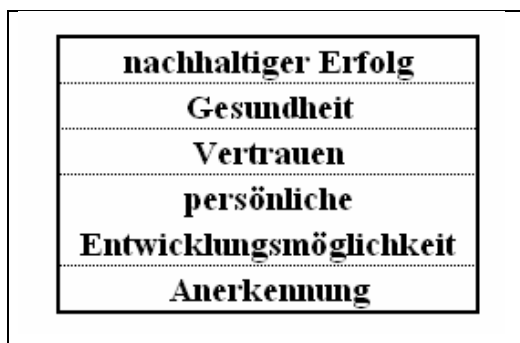 nachhaltiger Erfolg
Gesundheit
Vertrauen
persönliche
Entwicklungsmöglichkeit
Anerkennung